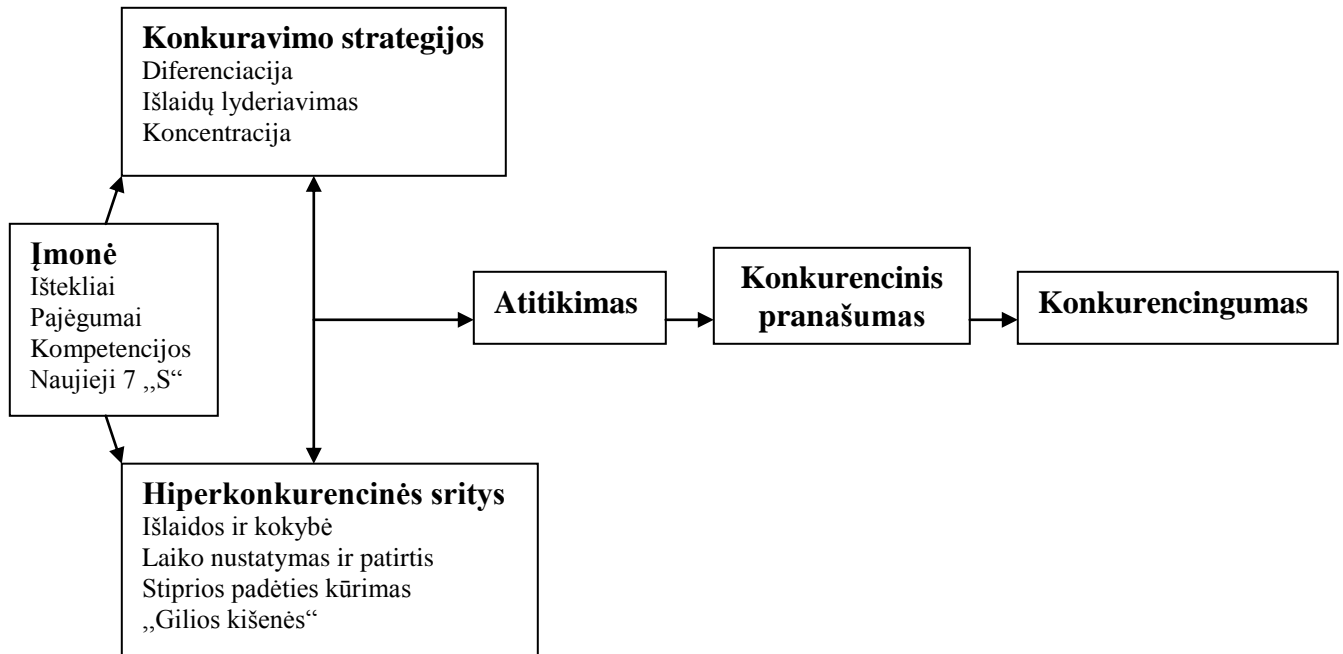 Konkuravimo strategijos
Diferenciacija
Išlaidų lyderiavimas
Koncentracija
Įmonė
Ištekliai
Pajėgumai
Kompetencijos
Naujieji 7 ,,S“
Atitikimas
Konkurencinis
pranašumas
Konkurencingumas
Hiperkonkurencinės sritys
Išlaidos ir kokybė
Laiko nustatymas ir patirtis
Stiprios padėties kūrimas
,,Gilios kišenės“